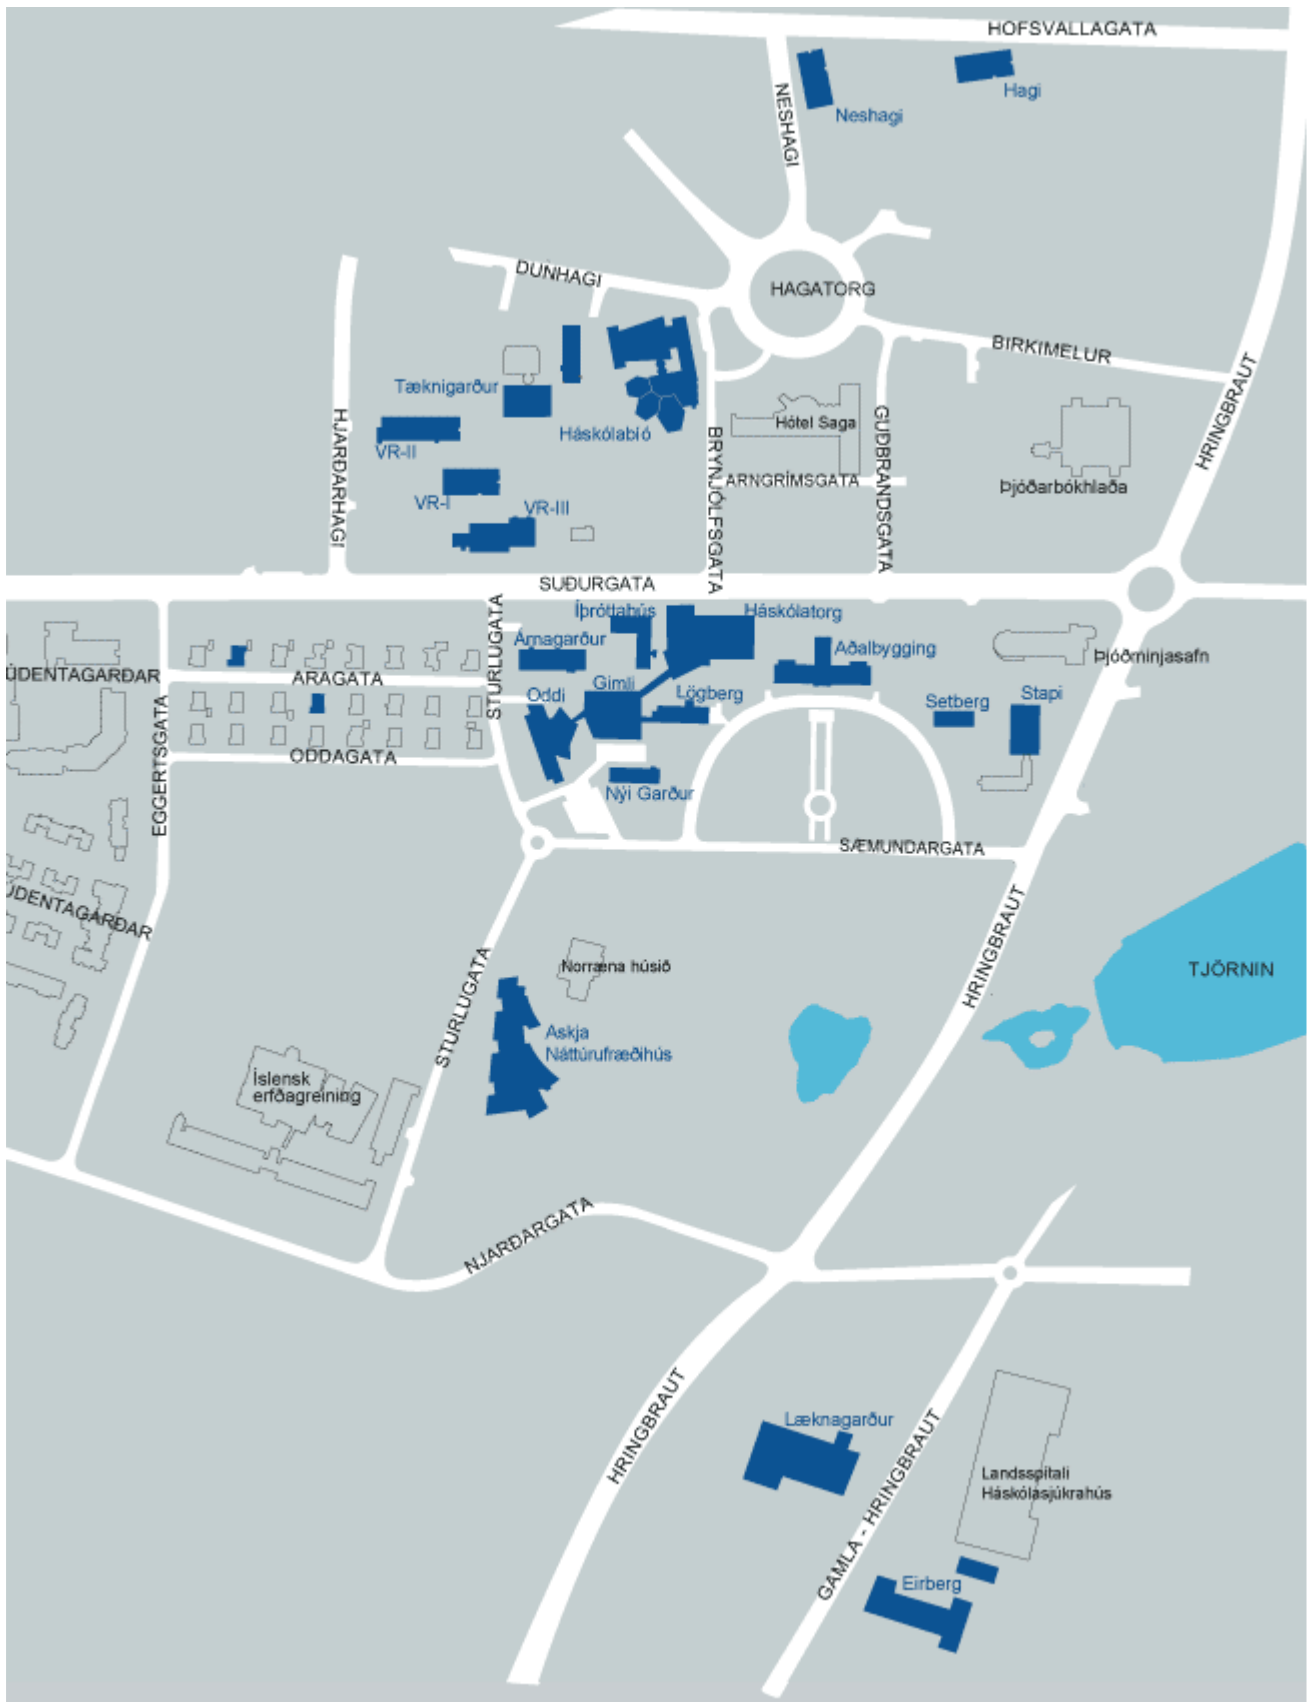 HOFSVALLAGATA
Hagi
Neshagi
NESHAGI
DUNHAGI
HAGATORG
BIRKIMELUR
HRINGBRAUT
Tæknigarður
Háskólabíó
Hótel Saga
VR-II
HJARÐARHAGI
BRYNJÓLFSGATA
GUÐBRANDSGATA
ARNGRÍMSGATA
Þjóðarbókhlaða
VR-I
VR-III
SUÐURGATA
Íþróttahús
Háskólatorg
STURLUGATA
Árnagarður
Aðalbygging
Þjóðminjasafn
ÚDENTAGARÐAR
ARAGATA
Gimli
Oddi
Lögberg
Setberg
Stapi
EGGERTSGATA
ODDAGATA
Nýi Garður
SÆMUNDARGATA
ÚDENTAGARÐAR
HRINGBRAUT
STURLUGATA
Norræna húsið
TJÖRNIN
Askja
Náttúrufræðihús
Íslensk
erfðagreining
NJARÐARGATA
HRINGBRAUT
Læknagarður
GAMLA - HRINGBRAUT
Landsspítali
Háskólasjúkrahús
Eirberg